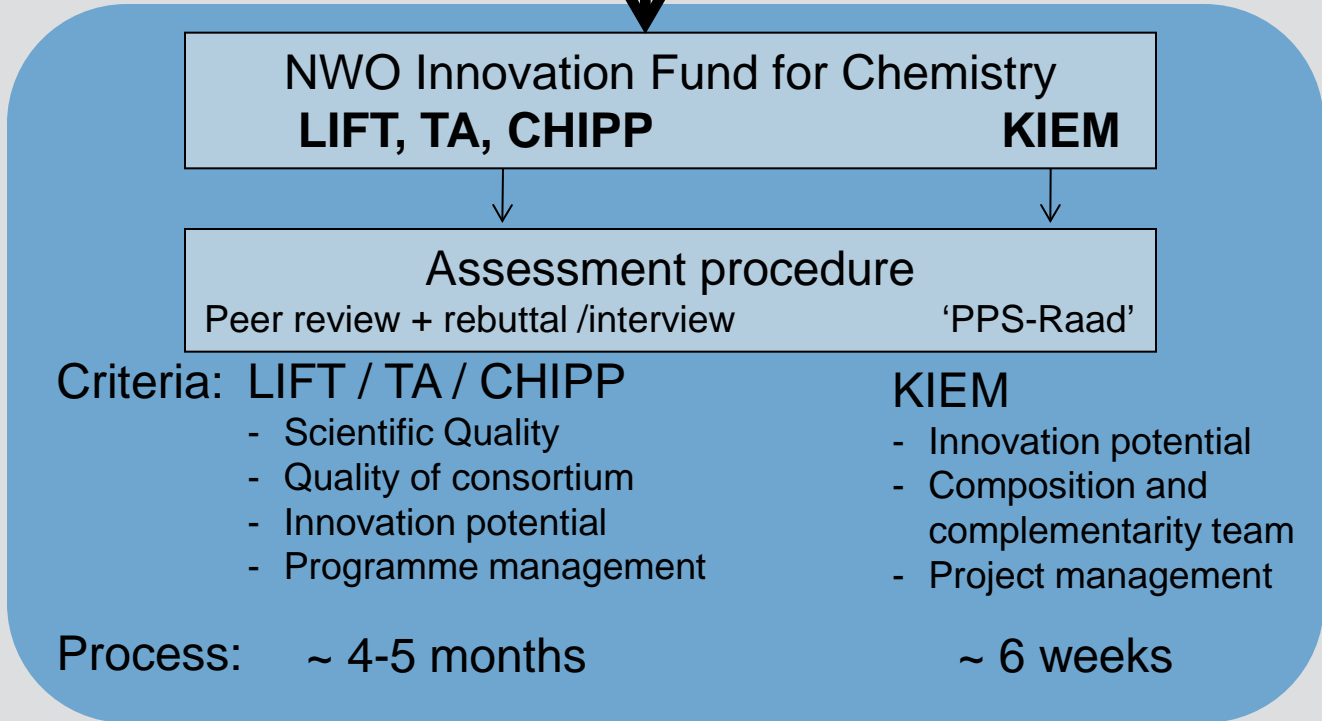 NWO Innovation Fund for Chemistry
LIFT, TA, CHIPP KIEM
Assessment procedure
Peer review + rebuttal /interview ‘PPS-Raad’
Criteria: LIFT / TA / CHIPP
- Scientific Quality
- Quality of consortium
- Innovation potential
- Programme management
KIEM
- Innovation potential
- Composition and
complementarity team
- Project management
Process: ~ 4-5 months ~ 6 weeks